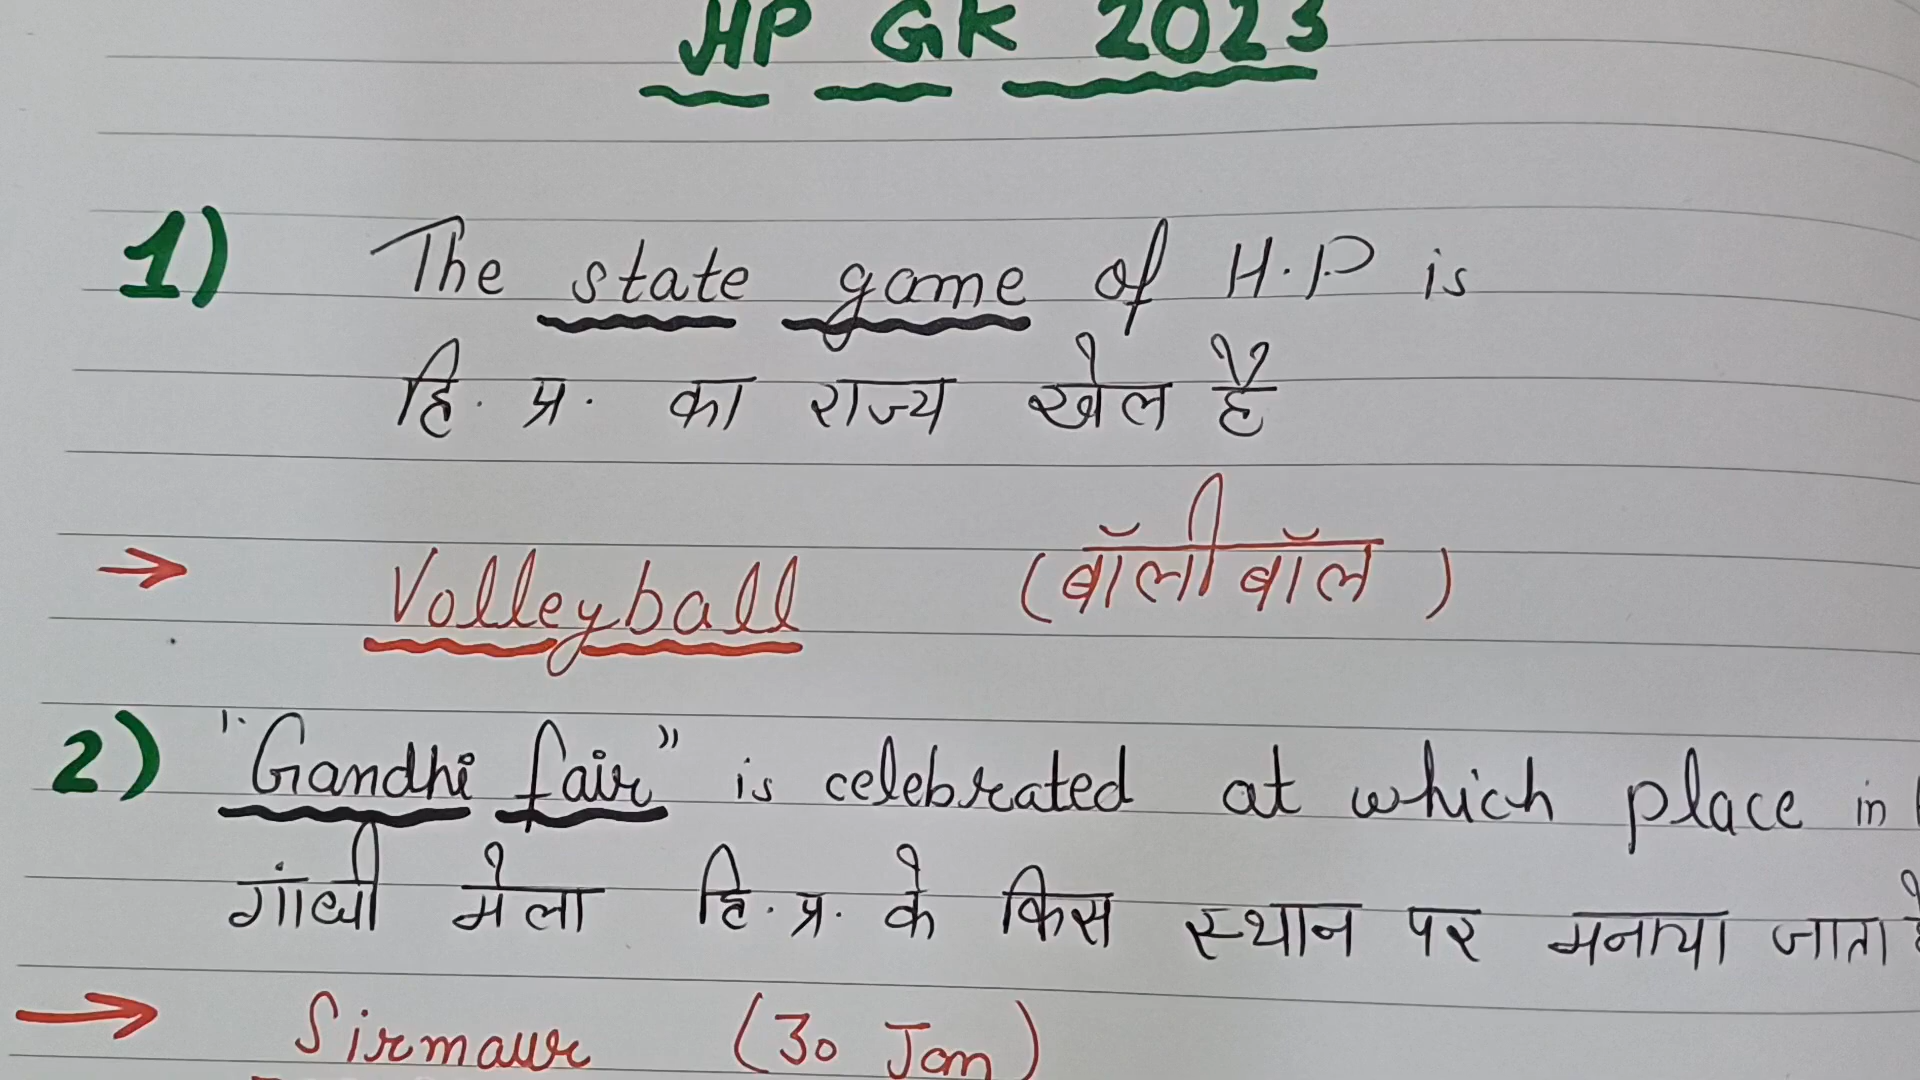 HP GK 2023
1) The state game of H.P is
हि. प्र. का राज्य खेल है
→ Volleyball (बॉलीबॉल)
2) "Gandhi fair" is celebrated at which place in
गांधी मेला हि. प्र. के किस स्थान पर मनाया जाता
→ Sirmaur (30 Jan)